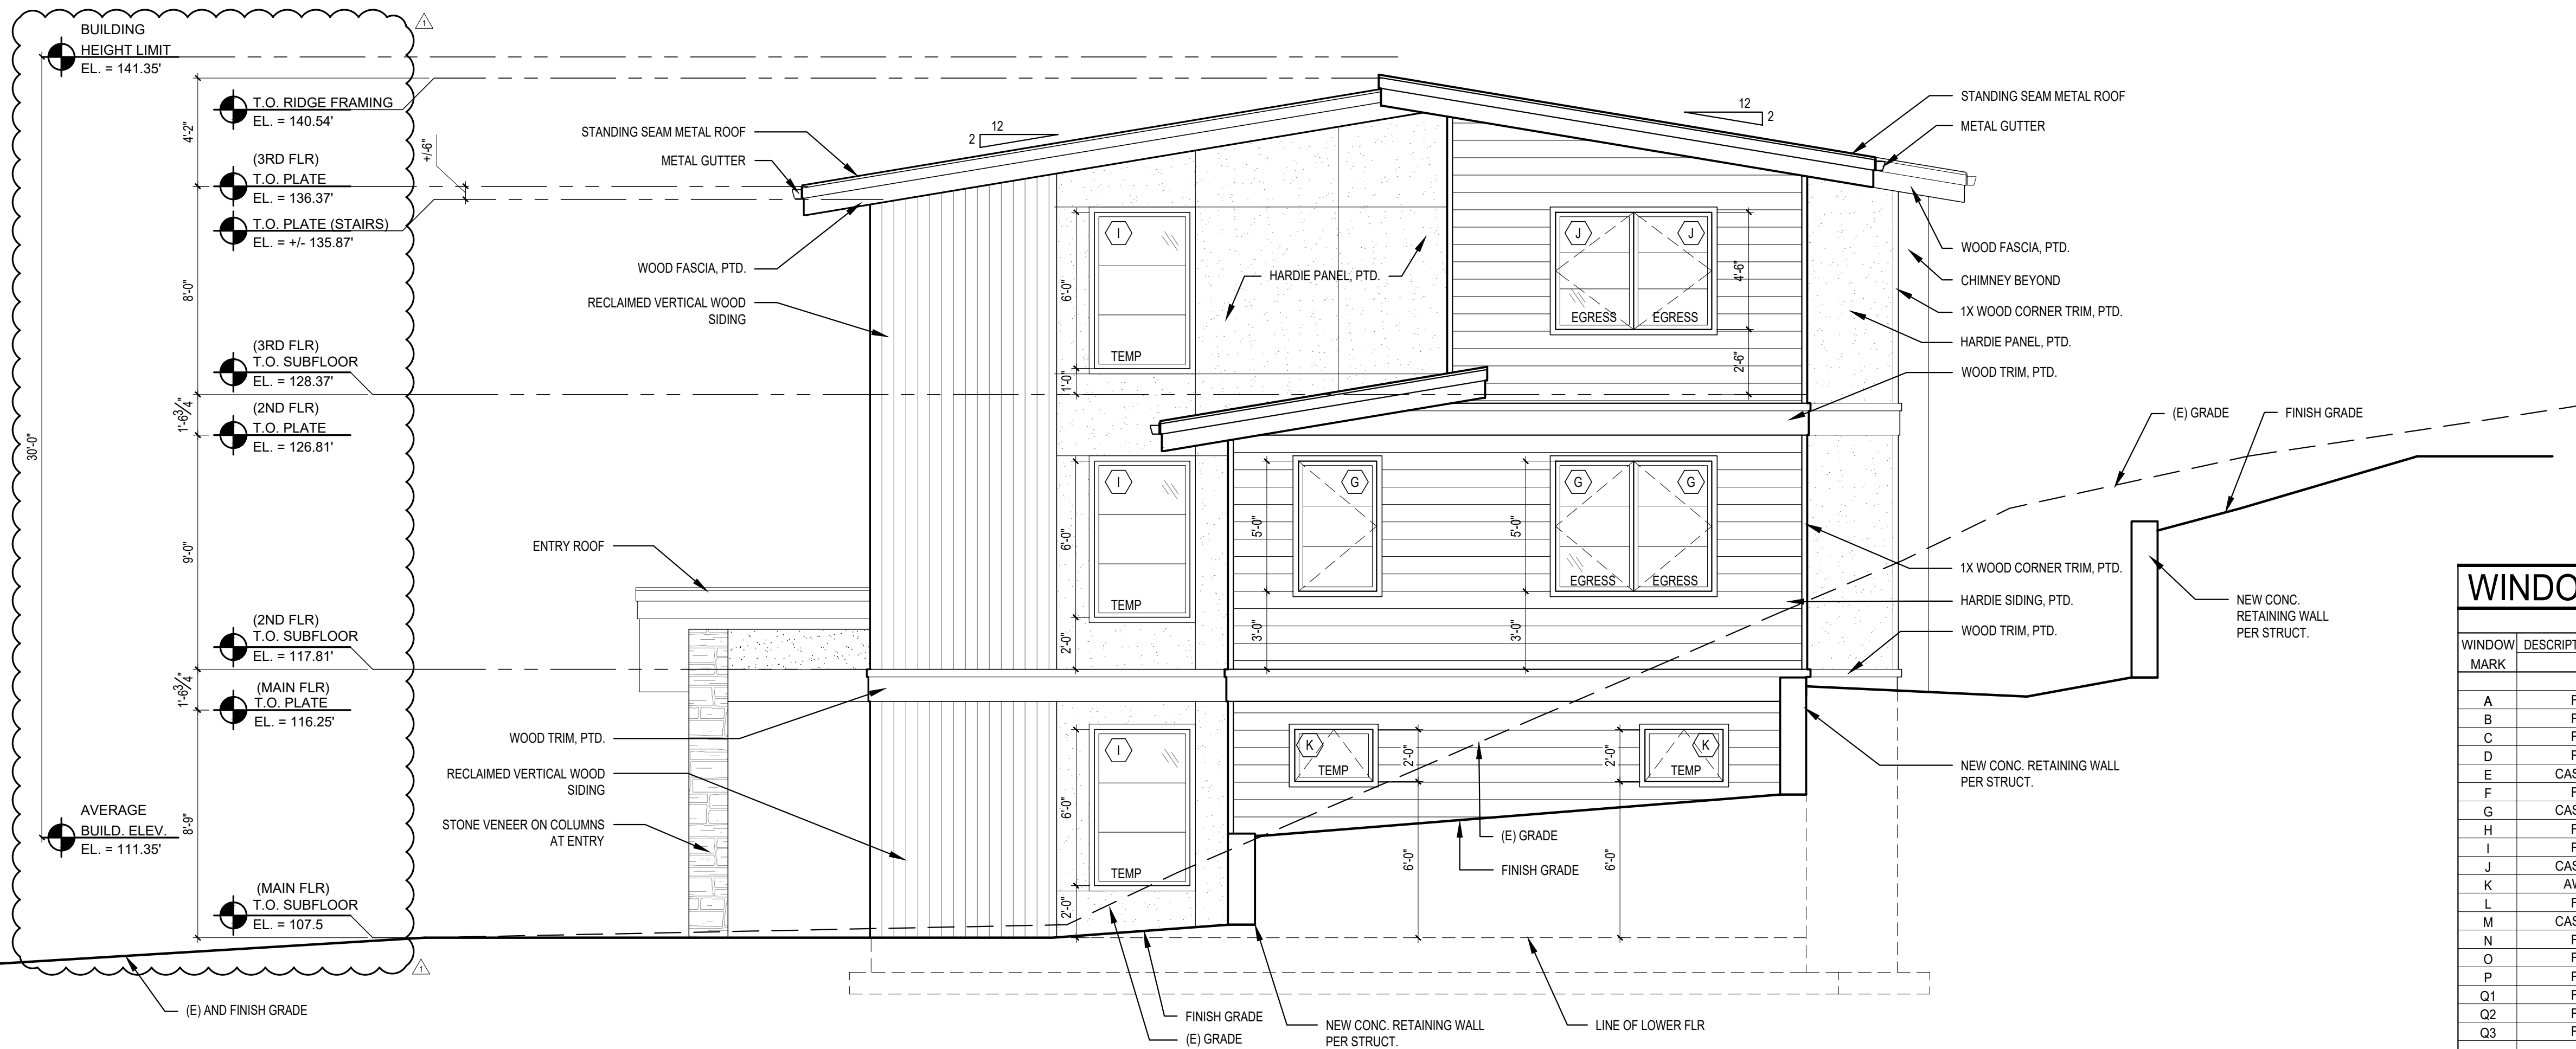 BUILDING
HEIGHT LIMIT
EL. = 141.35'
1
T.O. RIDGE FRAMING
EL. = 140.54'
4'-2"
(3RD FLR)
T.O. PLATE
EL. = 136.37'
+/-6"
T.O. PLATE (STAIRS)
EL. = +/- 135.87'
8'-0"
(3RD FLR)
T.O. SUBFLOOR
EL. = 128.37'
1'-6 3/4"
(2ND FLR)
T.O. PLATE
EL. = 126.81'
30'-0"
9'-0"
(2ND FLR)
T.O. SUBFLOOR
EL. = 117.81'
1'-6 3/4"
(MAIN FLR)
T.O. PLATE
EL. = 116.25'
AVERAGE
BUILD. ELEV.
EL. = 111.35'
8'-9"
(MAIN FLR)
T.O. SUBFLOOR
EL. = 107.5
1
(E) AND FINISH GRADE
STANDING SEAM METAL ROOF
METAL GUTTER
12
2
WOOD FASCIA, PTD.
RECLAIMED VERTICAL WOOD
SIDING
ENTRY ROOF
WOOD TRIM, PTD.
RECLAIMED VERTICAL WOOD
SIDING
STONE VENEER ON COLUMNS
AT ENTRY
I
6'-0"
TEMP
1'-0"
HARDIE PANEL, PTD.
J
J
EGRESS
EGRESS
4'-6"
2'-6"
12
2
I
6'-0"
TEMP
2'-0"
G
5'-0"
3'-0"
5'-0"
3'-0"
G
G
EGRESS
EGRESS
I
6'-0"
TEMP
2'-0"
K
TEMP
2'-0"
6'-0"
2'-0"
6'-0"
K
TEMP
(E) GRADE
FINISH GRADE
FINISH GRADE
(E) GRADE
NEW CONC. RETAINING WALL
PER STRUCT.
LINE OF LOWER FLR
STANDING SEAM METAL ROOF
METAL GUTTER
WOOD FASCIA, PTD.
CHIMNEY BEYOND
1X WOOD CORNER TRIM, PTD.
HARDIE PANEL, PTD.
WOOD TRIM, PTD.
(E) GRADE
FINISH GRADE
1X WOOD CORNER TRIM, PTD.
HARDIE SIDING, PTD.
WOOD TRIM, PTD.
NEW CONC.
RETAINING WALL
PER STRUCT.
NEW CONC. RETAINING WALL
PER STRUCT.
WINDO
WINDOW DESCRIPT
MARK
A F
B F
C F
D F
E CAS
F F
G CAS
H F
I F
J CAS
K AW
L F
M CAS
N F
O F
P F
Q1 F
Q2 F
Q3 F